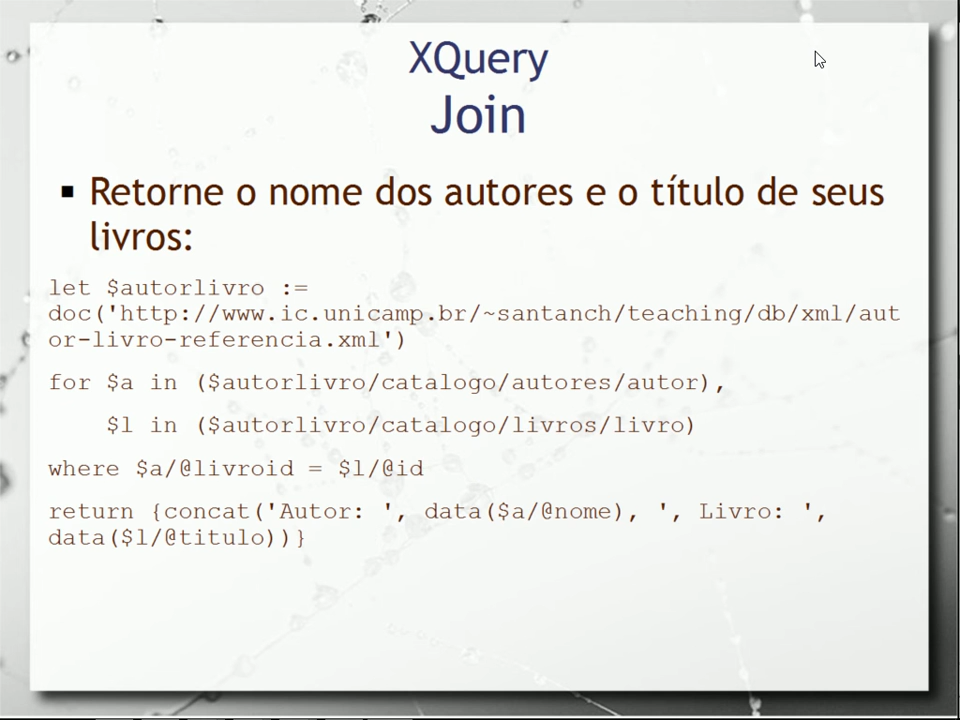 XQuery
Join
▪ Retorne o nome dos autores e o título de seus
livros:
let $autorlivro :=
doc('http://www.ic.unicamp.br/~santanch/teaching/db/xml/aut
or-livro-referencia.xml')
for $a in ($autorlivro/catalogo/autores/autor),
$l in ($autorlivro/catalogo/livros/livro)
where $a/@livroid = $l/@id
return {concat('Autor: ', data($a/@nome), ', Livro: ',
data($l/@titulo))}